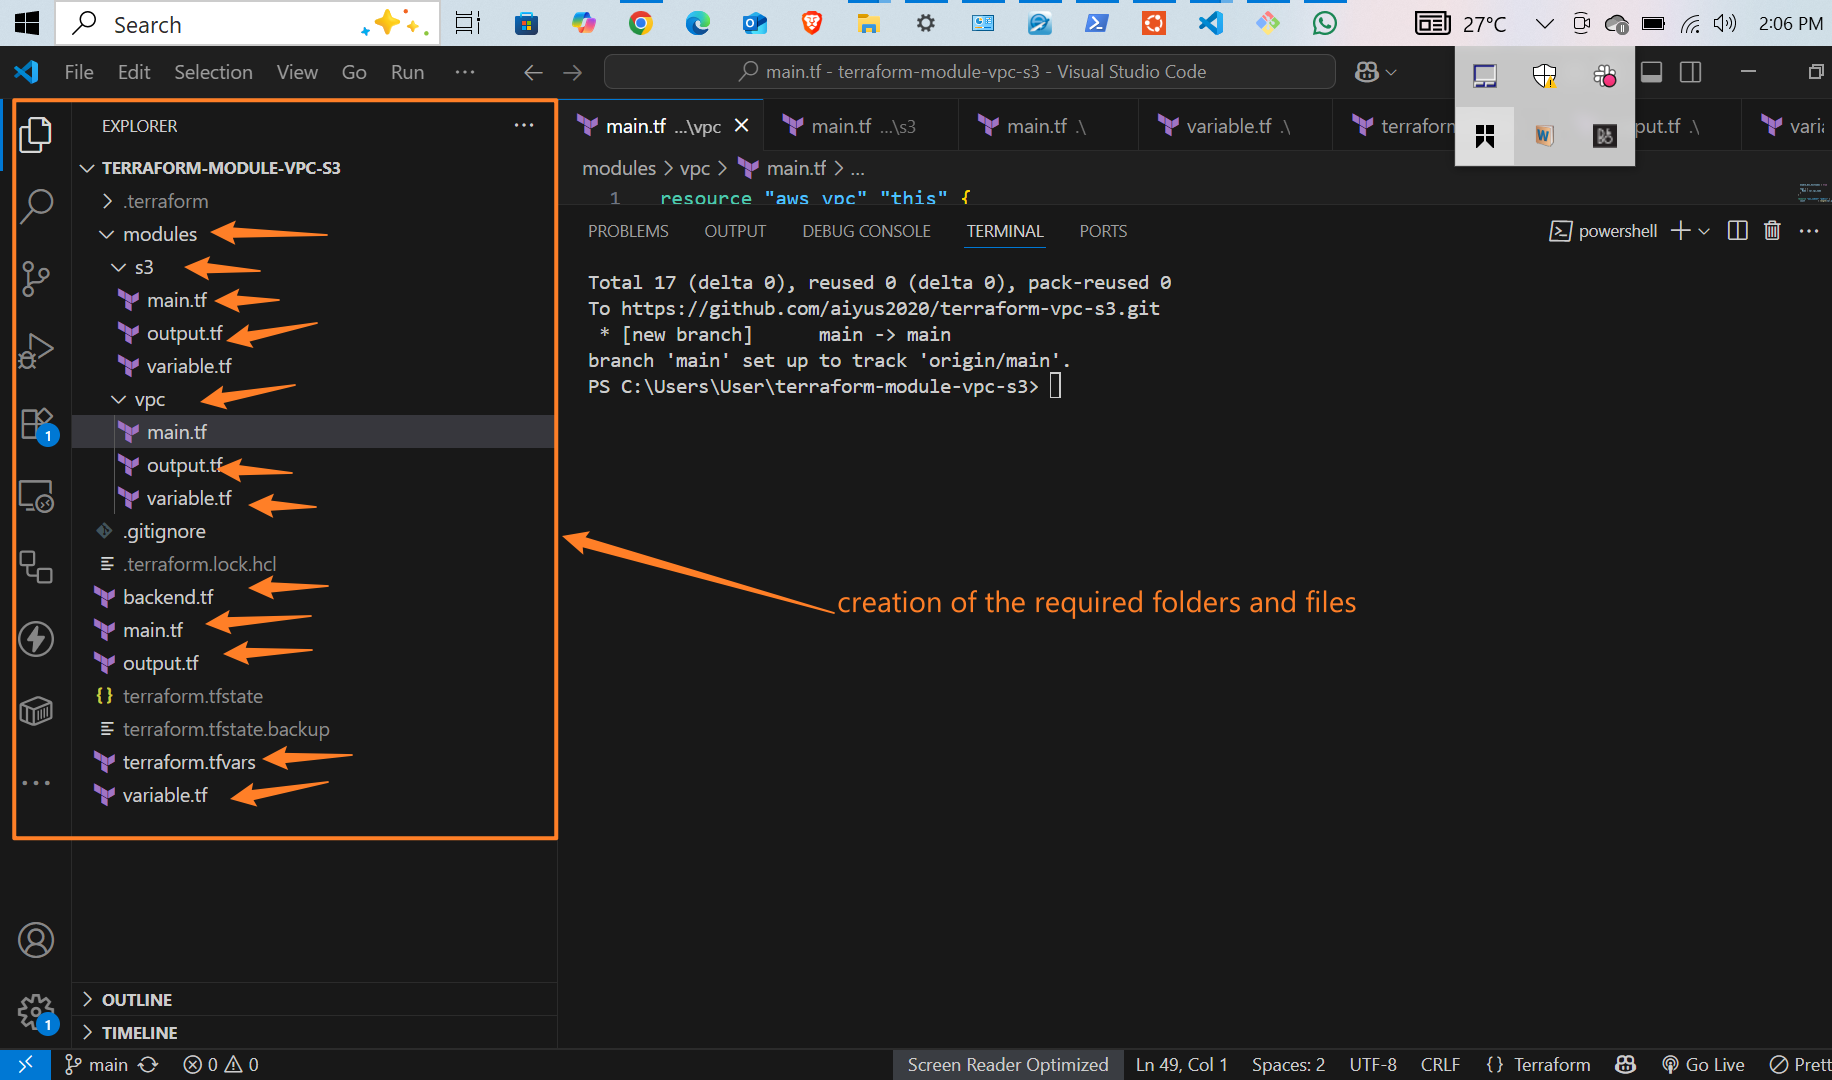 Search
27°C
2:06 PM
File Edit Selection View Go Run
main.tf - terraform-module-vpc-s3 - Visual Studio Code
EXPLORER
TERRAFORM-MODULE-VPC-S3
.terraform
modules
s3
main.tf
output.tf
variable.tf
vpc
main.tf
output.tf
variable.tf
.gitignore
.terraform.lock.hcl
backend.tf
main.tf
output.tf
{} terraform.tfstate
terraform.tfstate.backup
terraform.tfvars
variable.tf
OUTLINE
TIMELINE
1
1
main.tf ...\vpc
main.tf ...\s3
main.tf .\
variable.tf .\
terraform
put.tf .\
modules > vpc > main.tf > ...
1 resource "aws_vpc" "this" {
PROBLEMS OUTPUT DEBUG CONSOLE TERMINAL PORTS
powershell
Total 17 (delta 0), reused 0 (delta 0), pack-reused 0
To https://github.com/aiyus2020/terraform-vpc-s3.git
* [new branch] main -> main
branch 'main' set up to track 'origin/main'.
PS C:\Users\User\terraform-module-vpc-s3>
creation of the required folders and files
main
0 0
Screen Reader Optimized
Ln 49, Col 1
Spaces: 2
UTF-8
CRLF
{} Terraform
Go Live